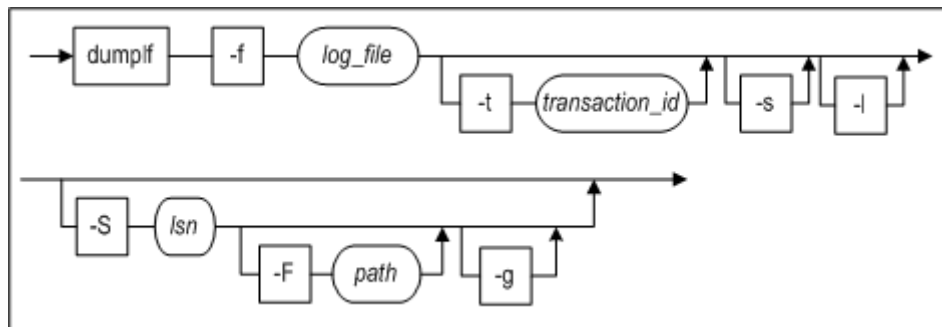 dumplf -f log_file
-t transaction_id -s -l
-S lsn
-F path -g